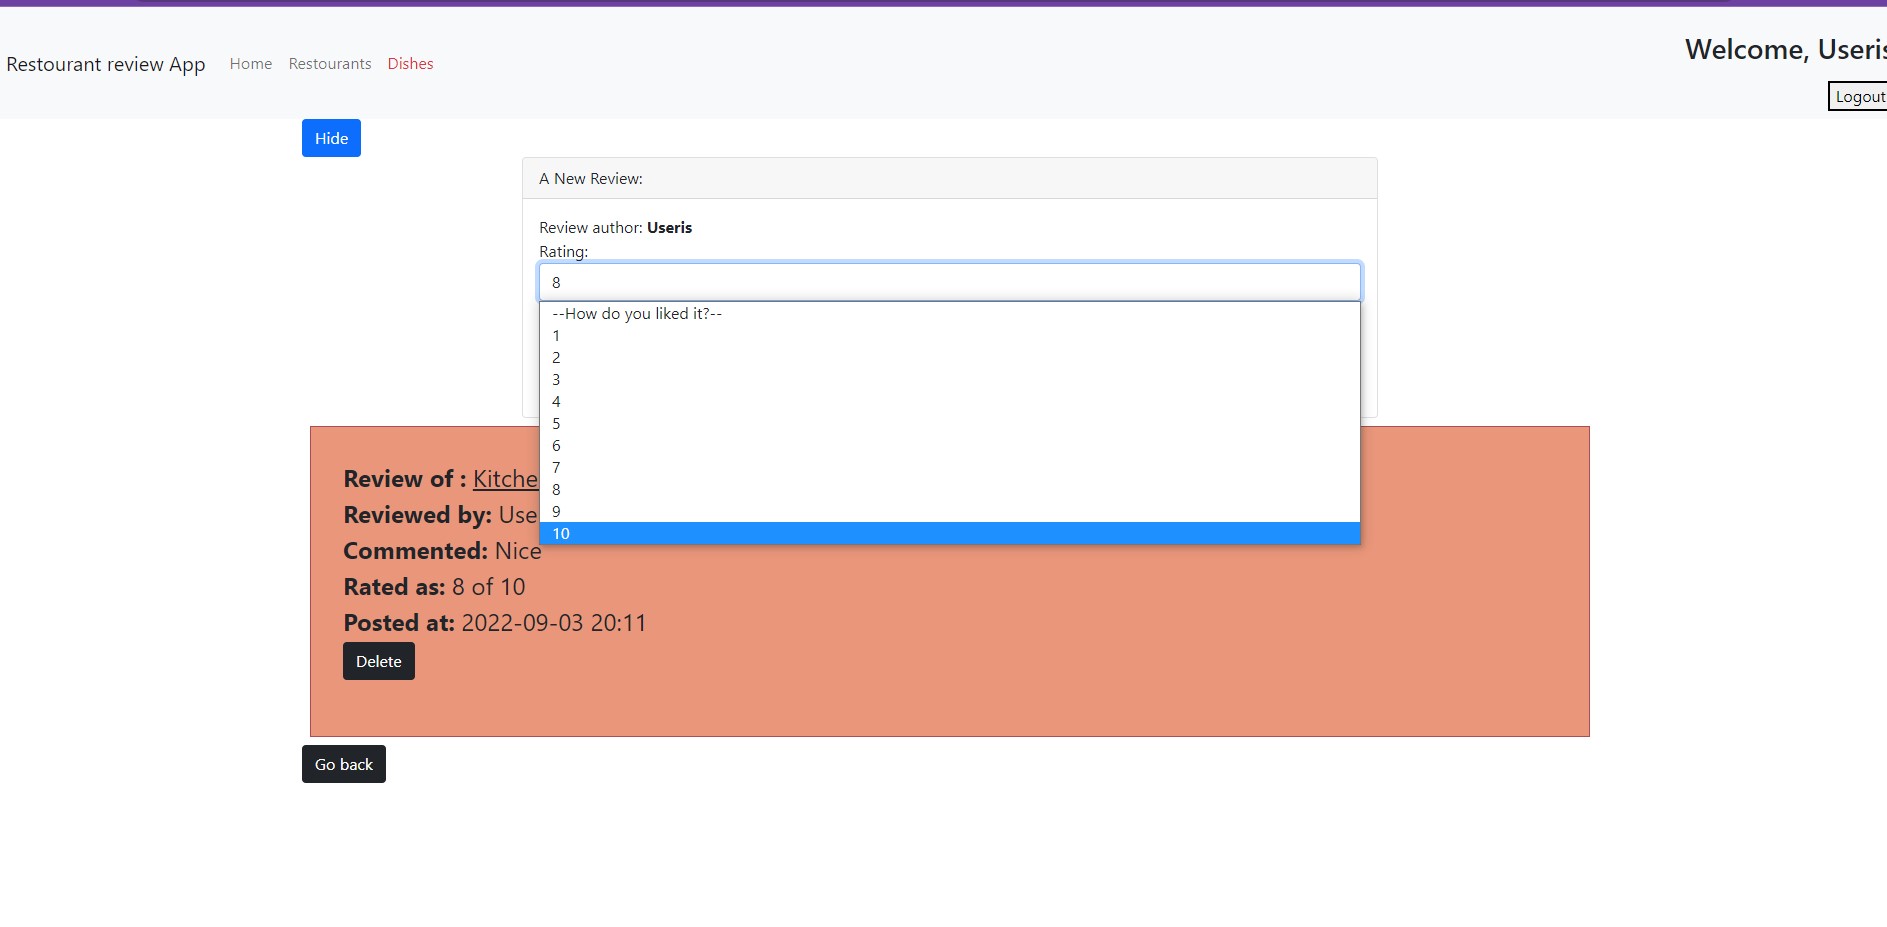 Restourant review App Home Restourants Dishes
Welcome, Useris
Logout
Hide
A New Review:
Review author: Useris
Rating:
8
--How do you liked it?--
1
2
3
4
5
6
7
8
9
10
Review of :
Reviewed by:
Commented: Nice
Rated as: 8 of 10
Posted at: 2022-09-03 20:11
Delete
Go back